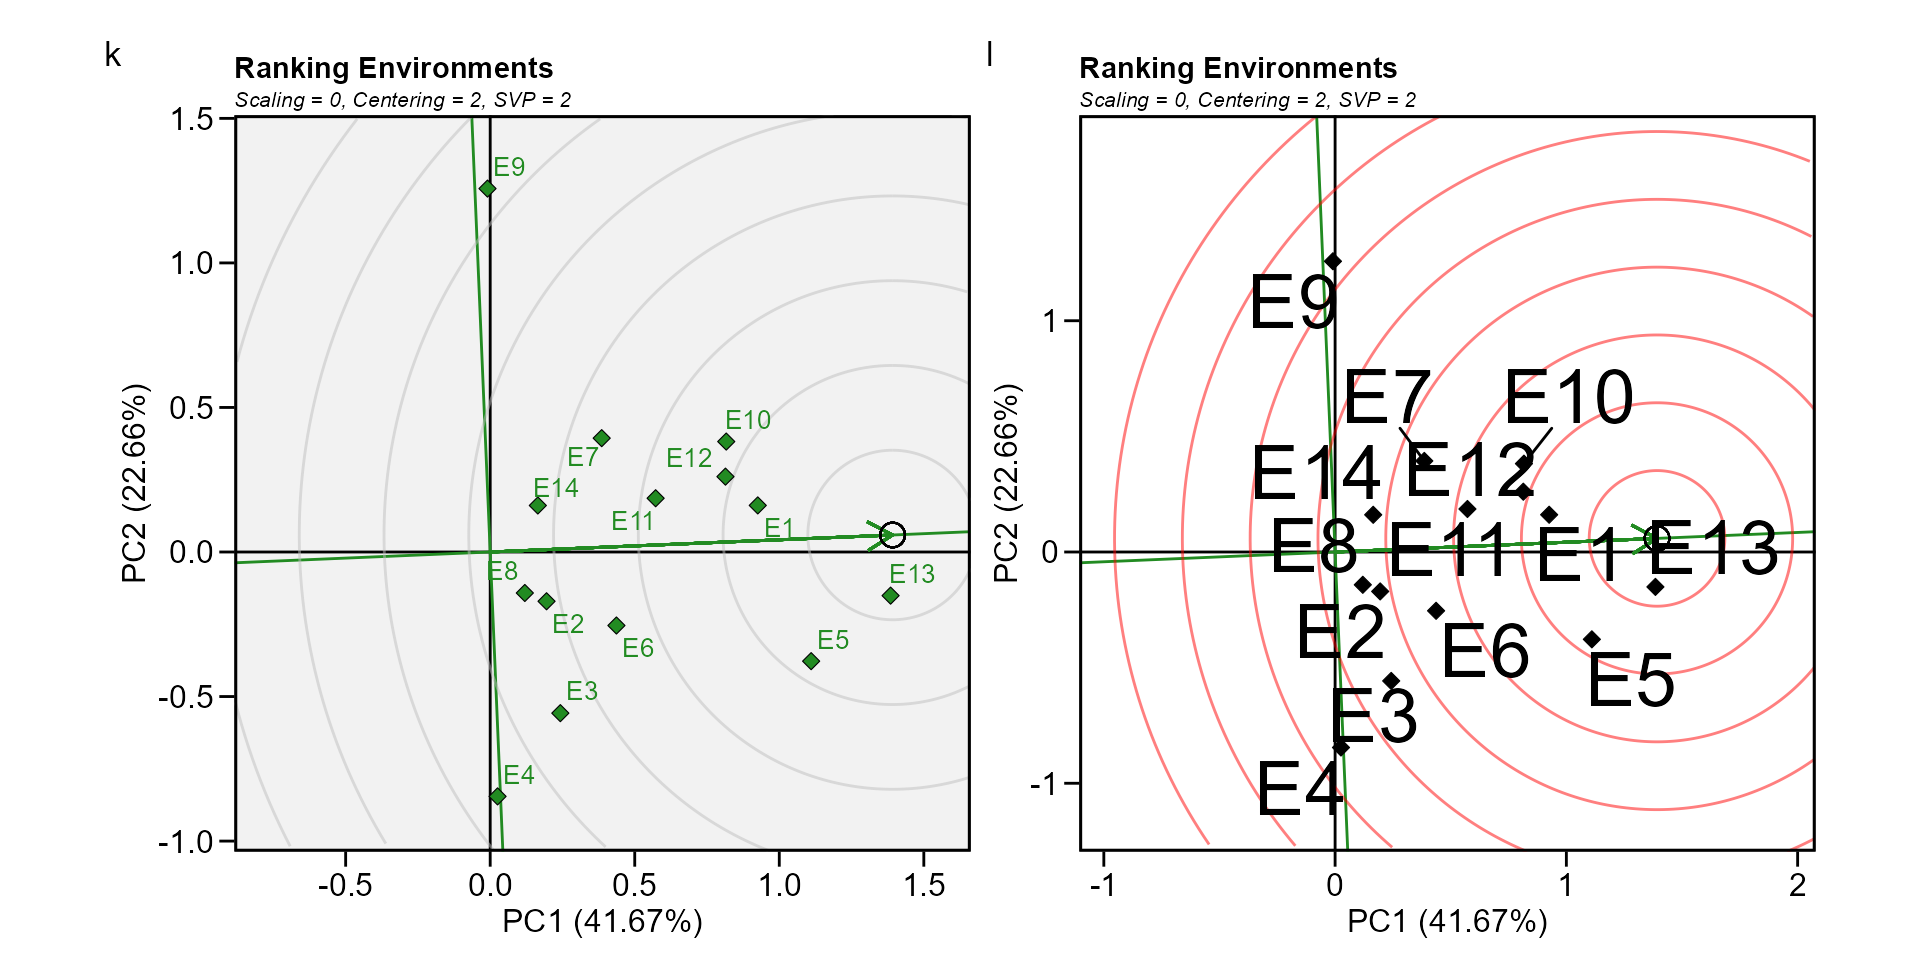 k
Ranking Environments
Scaling = 0, Centering = 2, SVP = 2
1.5
1.0
0.5
0.0
-0.5
-1.0
PC2 (22.66%)
E9
E10
E7
E12
E14
E11
E1
E8
E13
E2
E6
E5
E3
E4
-0.5
0.0
0.5
1.0
1.5
PC1 (41.67%)
l
Ranking Environments
Scaling = 0, Centering = 2, SVP = 2
1
0
-1
PC2 (22.66%)
E9
E7
E10
E14
E12
E8
E11
E1
E13
E2
E6
E5
E3
E4
-1
0
1
2
PC1 (41.67%)